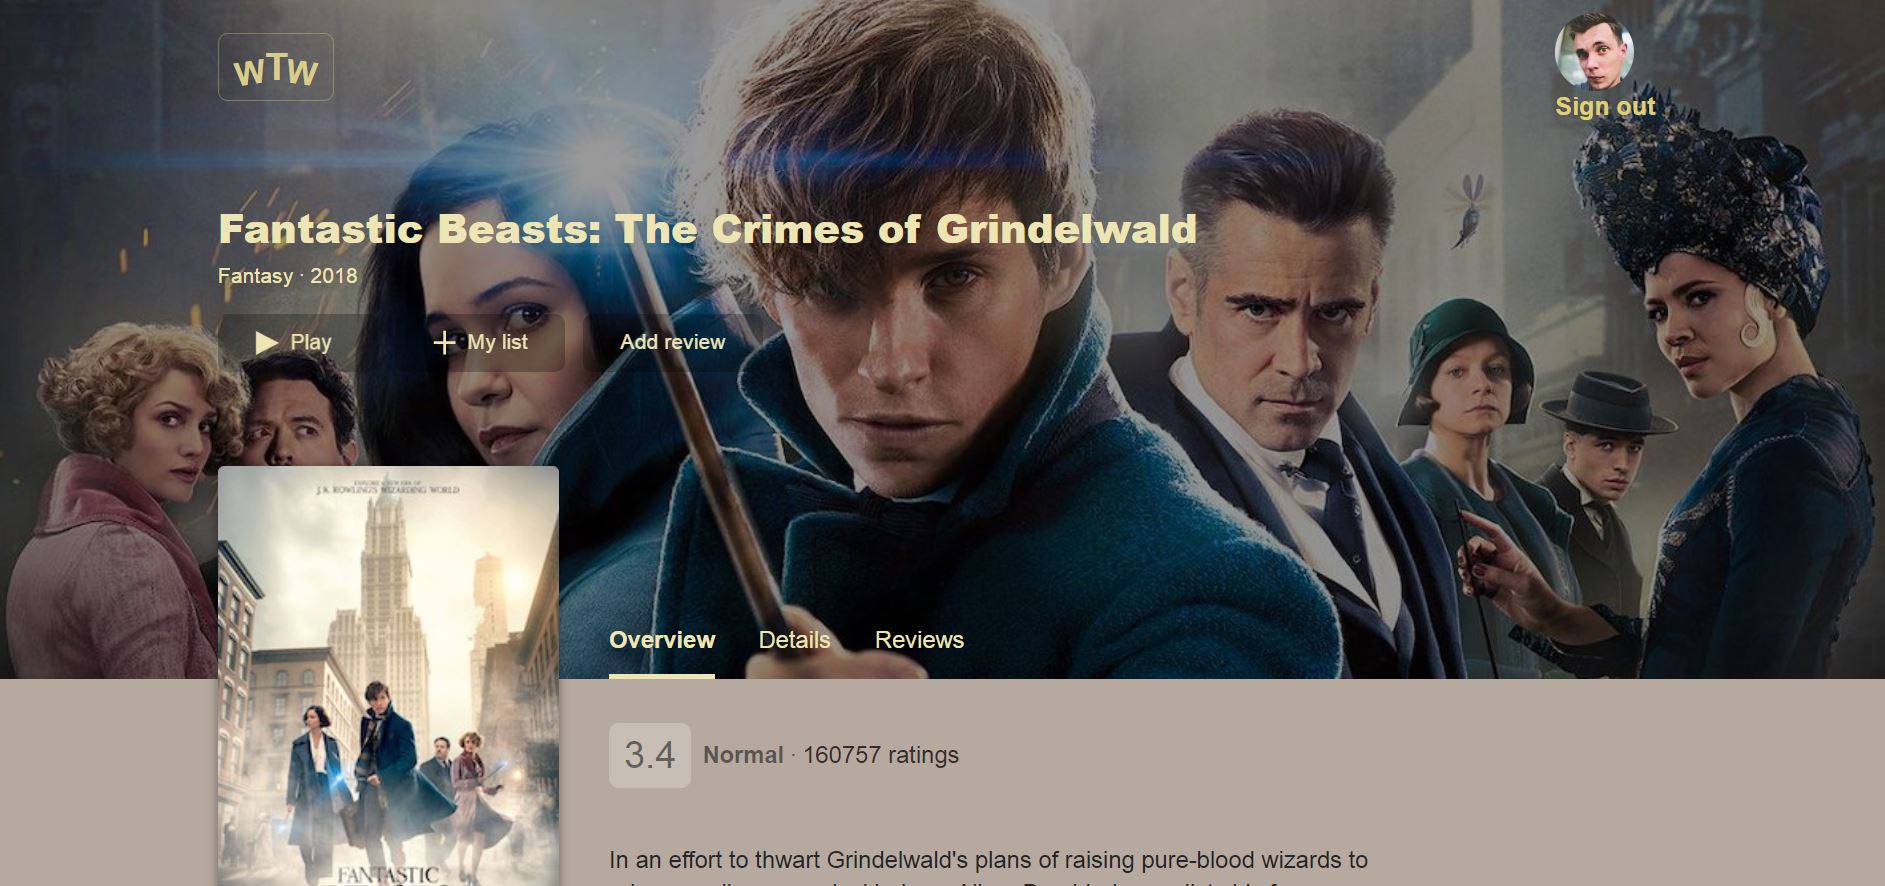 WTW
Sign out
Fantastic Beasts: The Crimes of Grindelwald
Fantasy · 2018
Play
My list
Add review
EXPLORE A NEW ERA OF
J.K. ROWLING'S WIZARDING WORLD
FANTASTIC
Overview Details Reviews
3.4 Normal · 160757 ratings
In an effort to thwart Grindelwald's plans of raising pure-blood wizards to